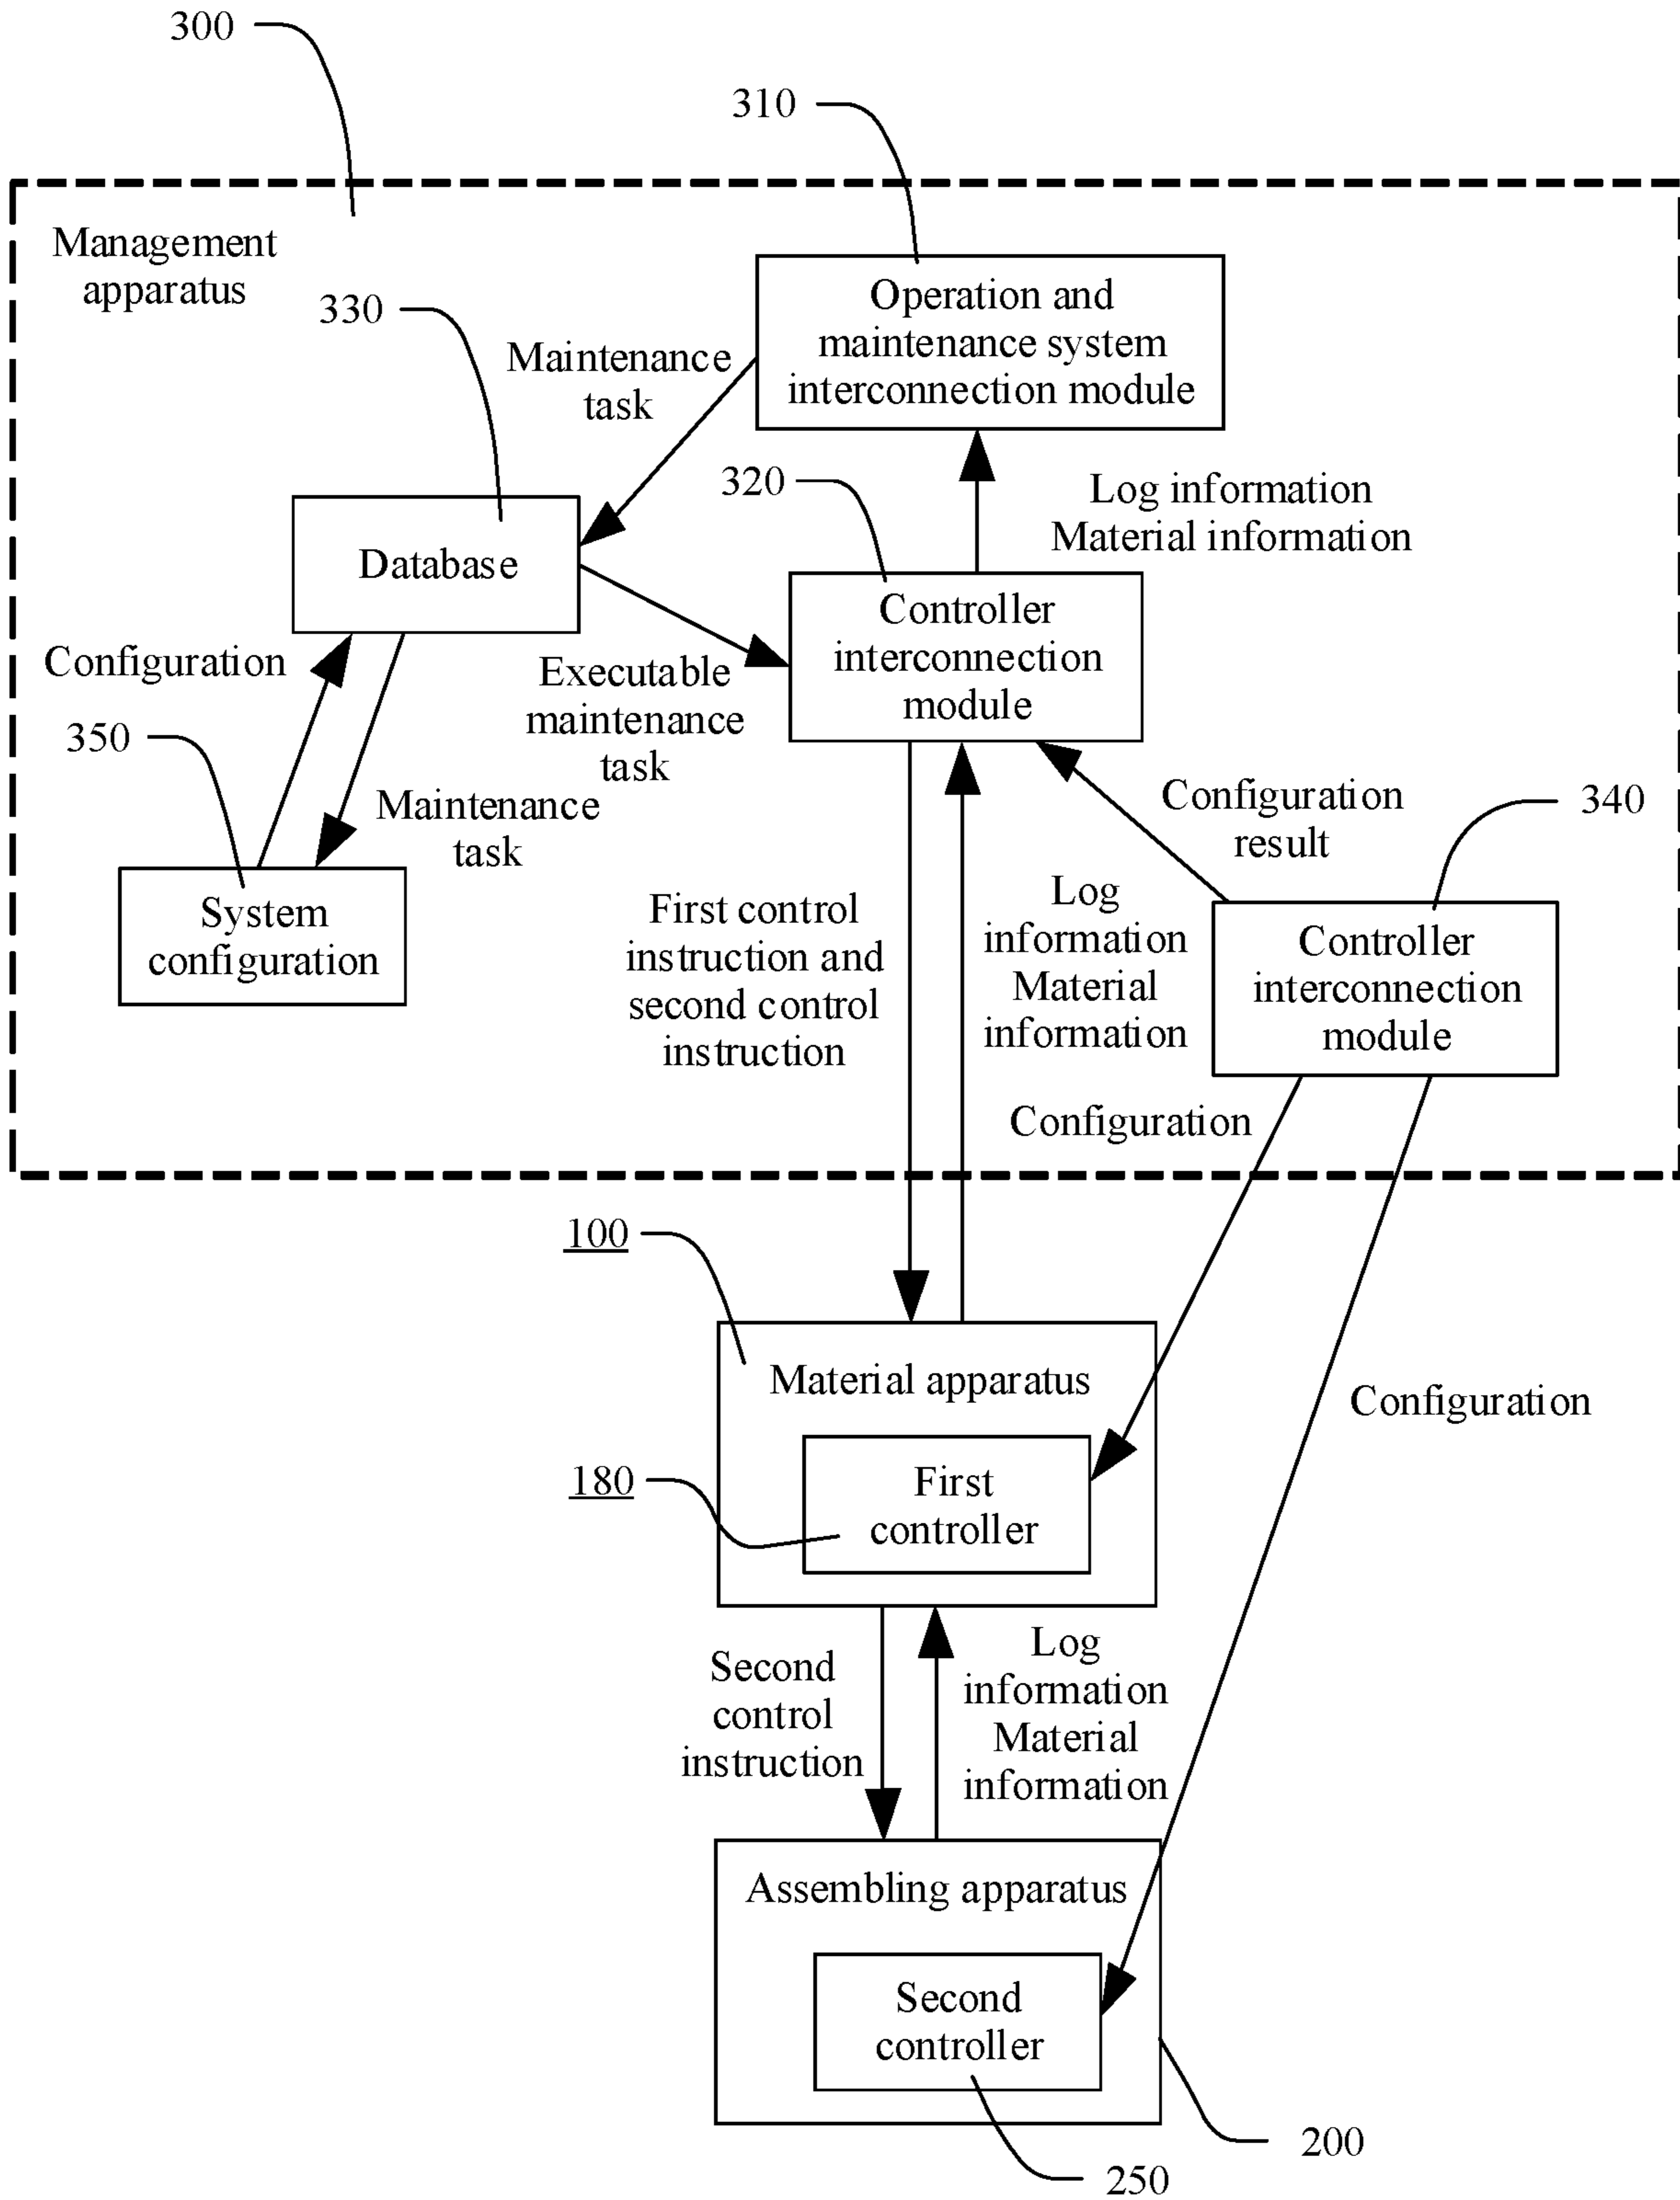 300
310
Management
apparatus
330
Operation and
maintenance system
interconnection module
Maintenance
task
320
Log information
Material information
Database
Controller
interconnection
module
Configuration
Executable
maintenance
task
350
Maintenance
task
Configuration
result
340
System
configuration
First control
instruction and
second control
instruction
Log
information
Material
information
Controller
interconnection
module
Configuration
100
Material apparatus
Configuration
180
First
controller
Second
control
instruction
Log
information
Material
information
Assembling apparatus
Second
controller
200
250